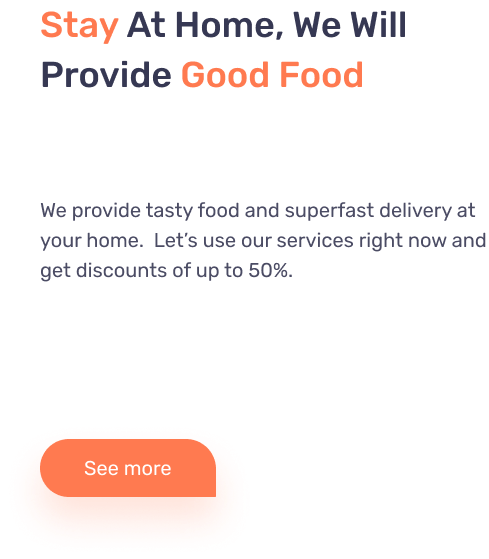 Stay At Home, We Will
Provide Good Food
We provide tasty food and superfast delivery at
your home.  Let’s use our services right now and
get discounts of up to 50%.
See more